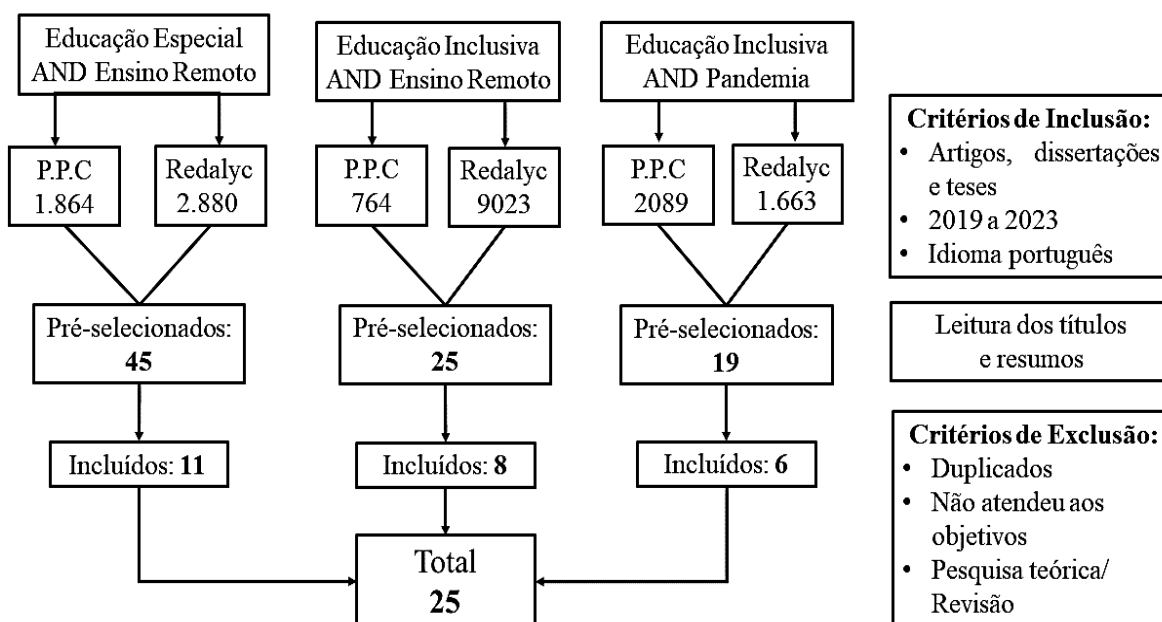 Educação Especial
AND Ensino Remoto
Educação Inclusiva
AND Ensino Remoto
Educação Inclusiva
AND Pandemia
P.P.C
1.864
Redalyc
2.880
P.P.C
764
Redalyc
9023
P.P.C
2089
Redalyc
1.663
Pré-selecionados:
45
Pré-selecionados:
25
Pré-selecionados:
19
Incluídos: 11
Incluídos: 8
Incluídos: 6
Total
25
Critérios de Inclusão:
• Artigos, dissertações
e teses
• 2019 a 2023
• Idioma português
Leitura dos títulos
e resumos
Critérios de Exclusão:
• Duplicados
• Não atendeu aos
objetivos
• Pesquisa teórica/
Revisão